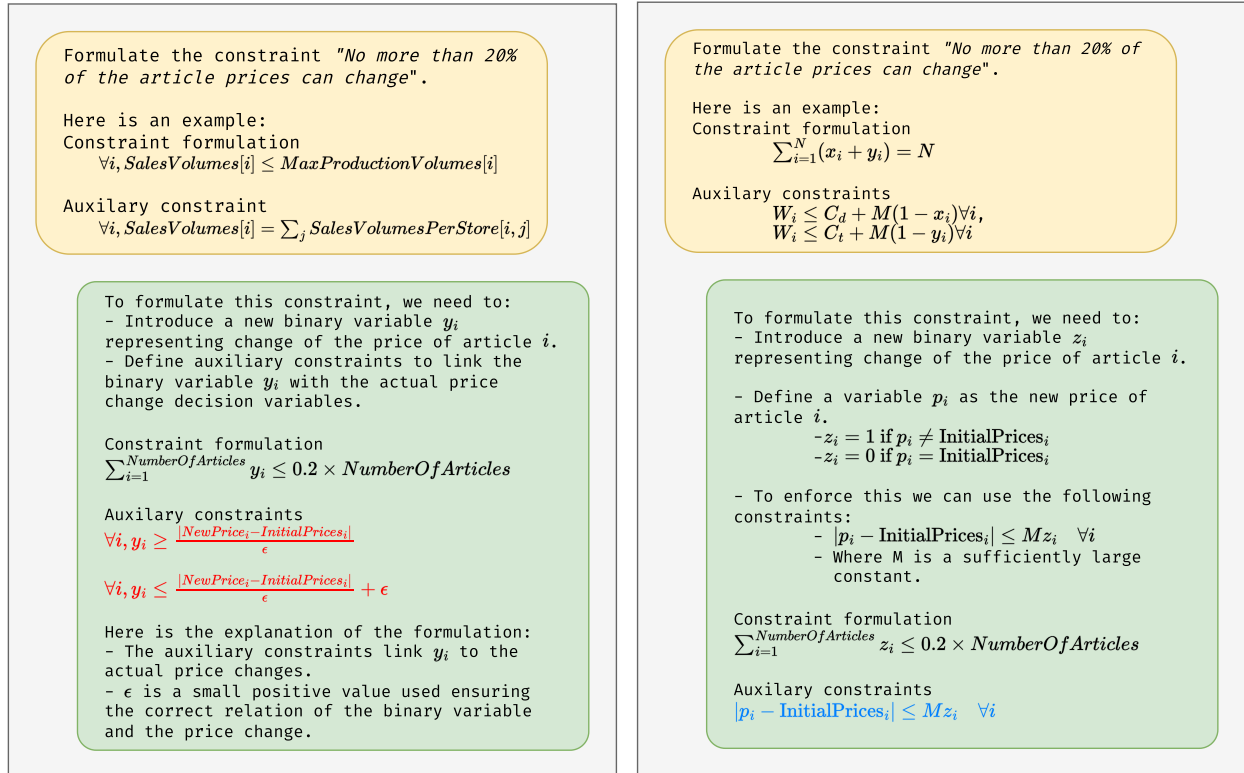 Formulate the constraint "No more than 20%
of the article prices can change".
Here is an example:
Constraint formulation
∀i, SalesVolumes[i] ≤ MaxProductionVolumes[i]
Auxilary constraint
∀i, SalesVolumes[i] = ∑_j SalesVolumesPerStore[i, j]
To formulate this constraint, we need to:
- Introduce a new binary variable y_i
representing change of the price of article i.
- Define auxiliary constraints to link the
binary variable y_i with the actual price
change decision variables.
Constraint formulation
∑_{i=1}^{NumberOfArticles} y_i ≤ 0.2 × NumberOfArticles
Auxilary constraints
∀i, y_i ≥ \frac{|NewPrice_i−InitialPrices_i|}{ϵ}
∀i, y_i ≤ \frac{|NewPrice_i−InitialPrices_i|}{ϵ} + ϵ
Here is the explanation of the formulation:
- The auxiliary constraints link y_i to the
actual price changes.
- ϵ is a small positive value used ensuring
the correct relation of the binary variable
and the price change.
Formulate the constraint "No more than 20% of
the article prices can change".
Here is an example:
Constraint formulation
∑_{i=1}^{N}(x_i + y_i) = N
Auxilary constraints
W_i ≤ C_d + M(1 − x_i)∀i,
W_i ≤ C_t + M(1 − y_i)∀i
To formulate this constraint, we need to:
- Introduce a new binary variable z_i
representing change of the price of article i.
- Define a variable p_i as the new price of
article i.
-z_i = 1 if p_i ≠ InitialPrices_i
-z_i = 0 if p_i = InitialPrices_i
- To enforce this we can use the following
constraints:
- |p_i − InitialPrices_i| ≤ Mz_i ∀i
- Where M is a sufficiently large
constant.
Constraint formulation
∑_{i=1}^{NumberOfArticles} z_i ≤ 0.2 × NumberOfArticles
Auxilary constraints
|p_i − InitialPrices_i| ≤ Mz_i ∀i